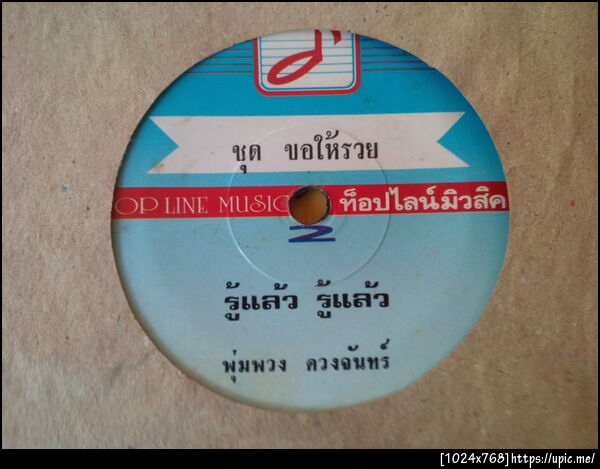 ชุด ขอให้รวย
OP LINE MUSIC ท็อปไลน์มิวสิค
N
รู้แล้ว รู้แล้ว
พุ่มพวง ดวงจันทร์
[1024x768]https://upic.me/